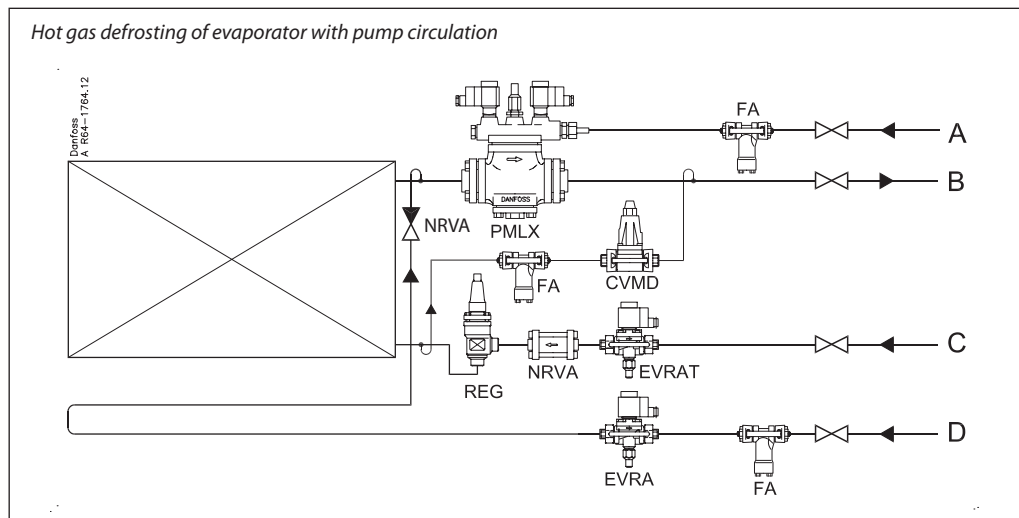 Hot gas defrosting of evaporator with pump circulation
Danfoss
A R64-1764.12
FA
A
B
NRVA
DANFOSS
PMLX
FA
CVMD
C
REG
NRVA
EVRAT
D
EVRA
FA